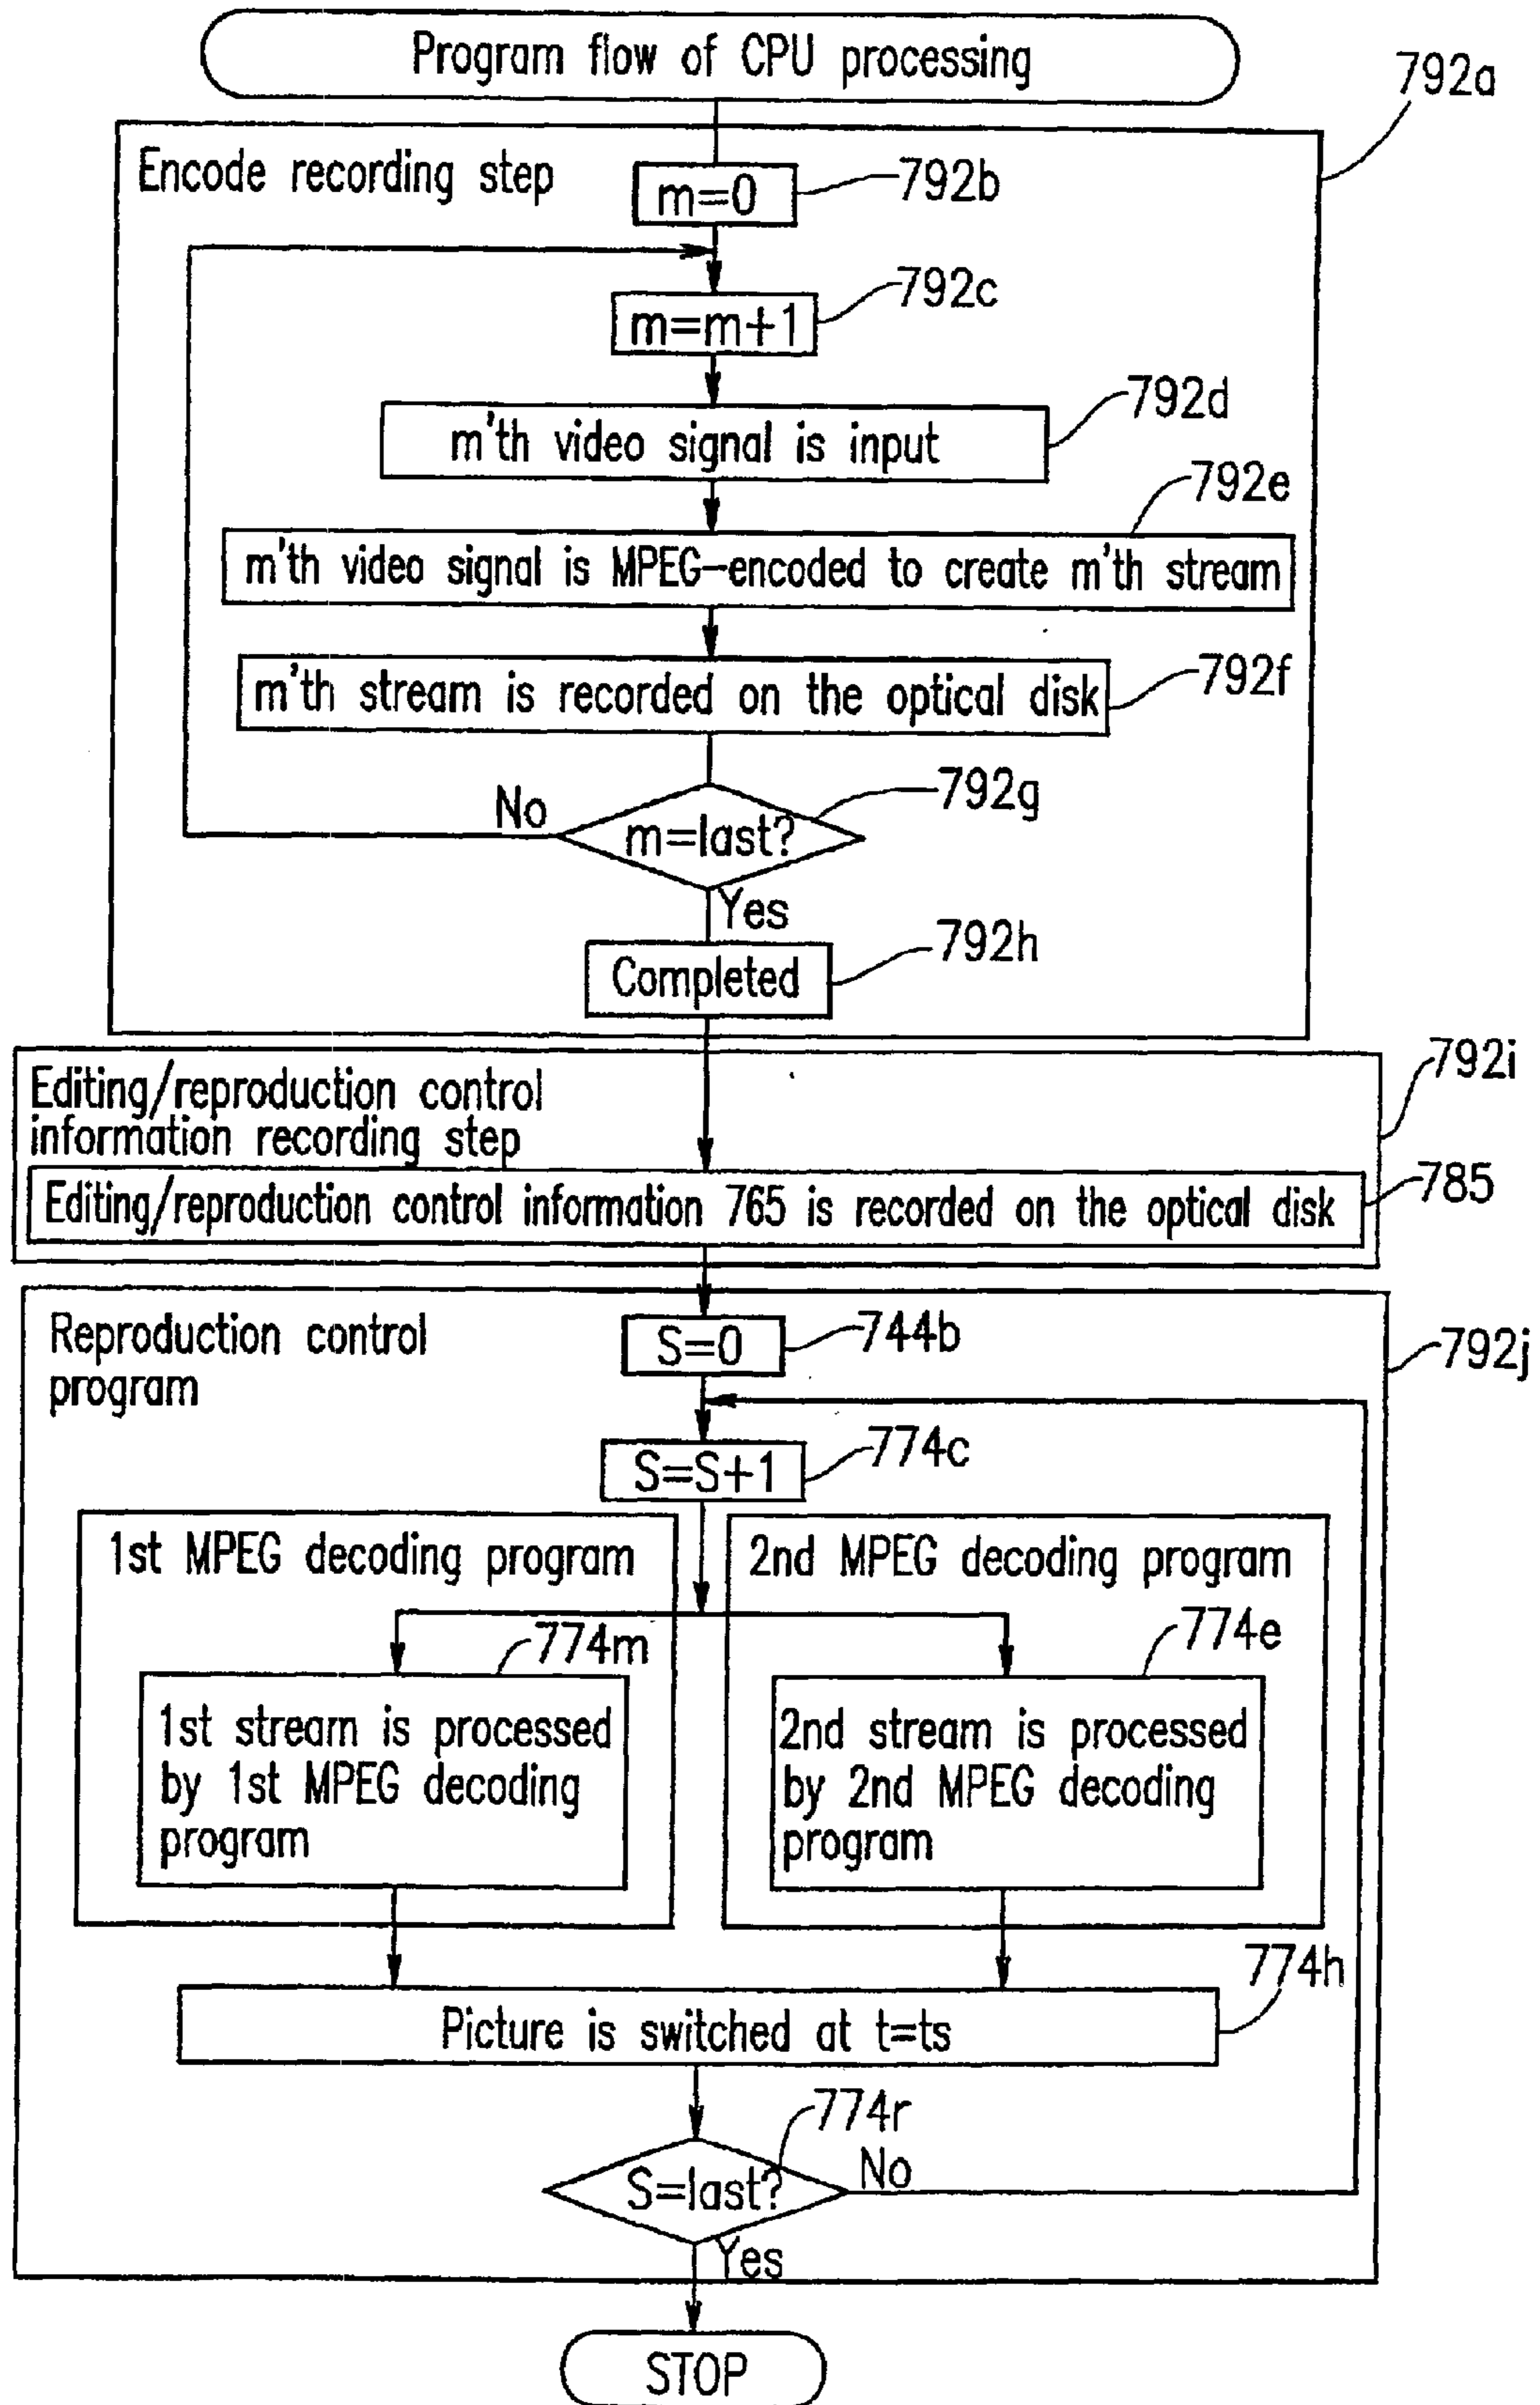 Program flow of CPU processing
792a
Encode recording step
m=0
792b
792c
m=m+1
792d
m'th video signal is input
792e
m'th video signal is MPEG-encoded to create m'th stream
792f
m'th stream is recorded on the optical disk
792g
No
m=last?
Yes
792h
Completed
792i
Editing/reproduction control
information recording step
785
Editing/reproduction control information 765 is recorded on the optical disk
Reproduction control
program
S=0
744b
792j
774c
S=S+1
1st MPEG decoding program
2nd MPEG decoding program
774m
774e
1st stream is processed
by 1st MPEG decoding
program
2nd stream is processed
by 2nd MPEG decoding
program
774h
Picture is switched at t=ts
774r
S=last?
No
Yes
STOP